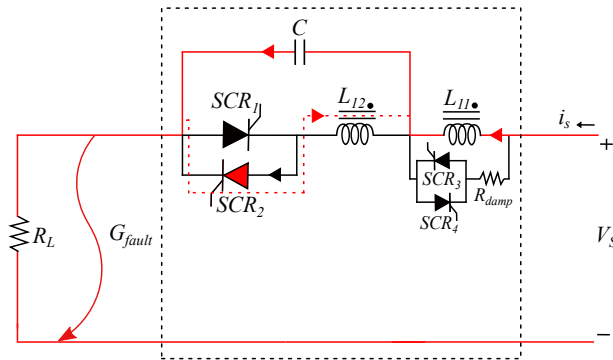 C
SCR1
L12
L11
is
+
SCR3
Rdamp
SCR2
SCR4
RL
Gfault
VS
−